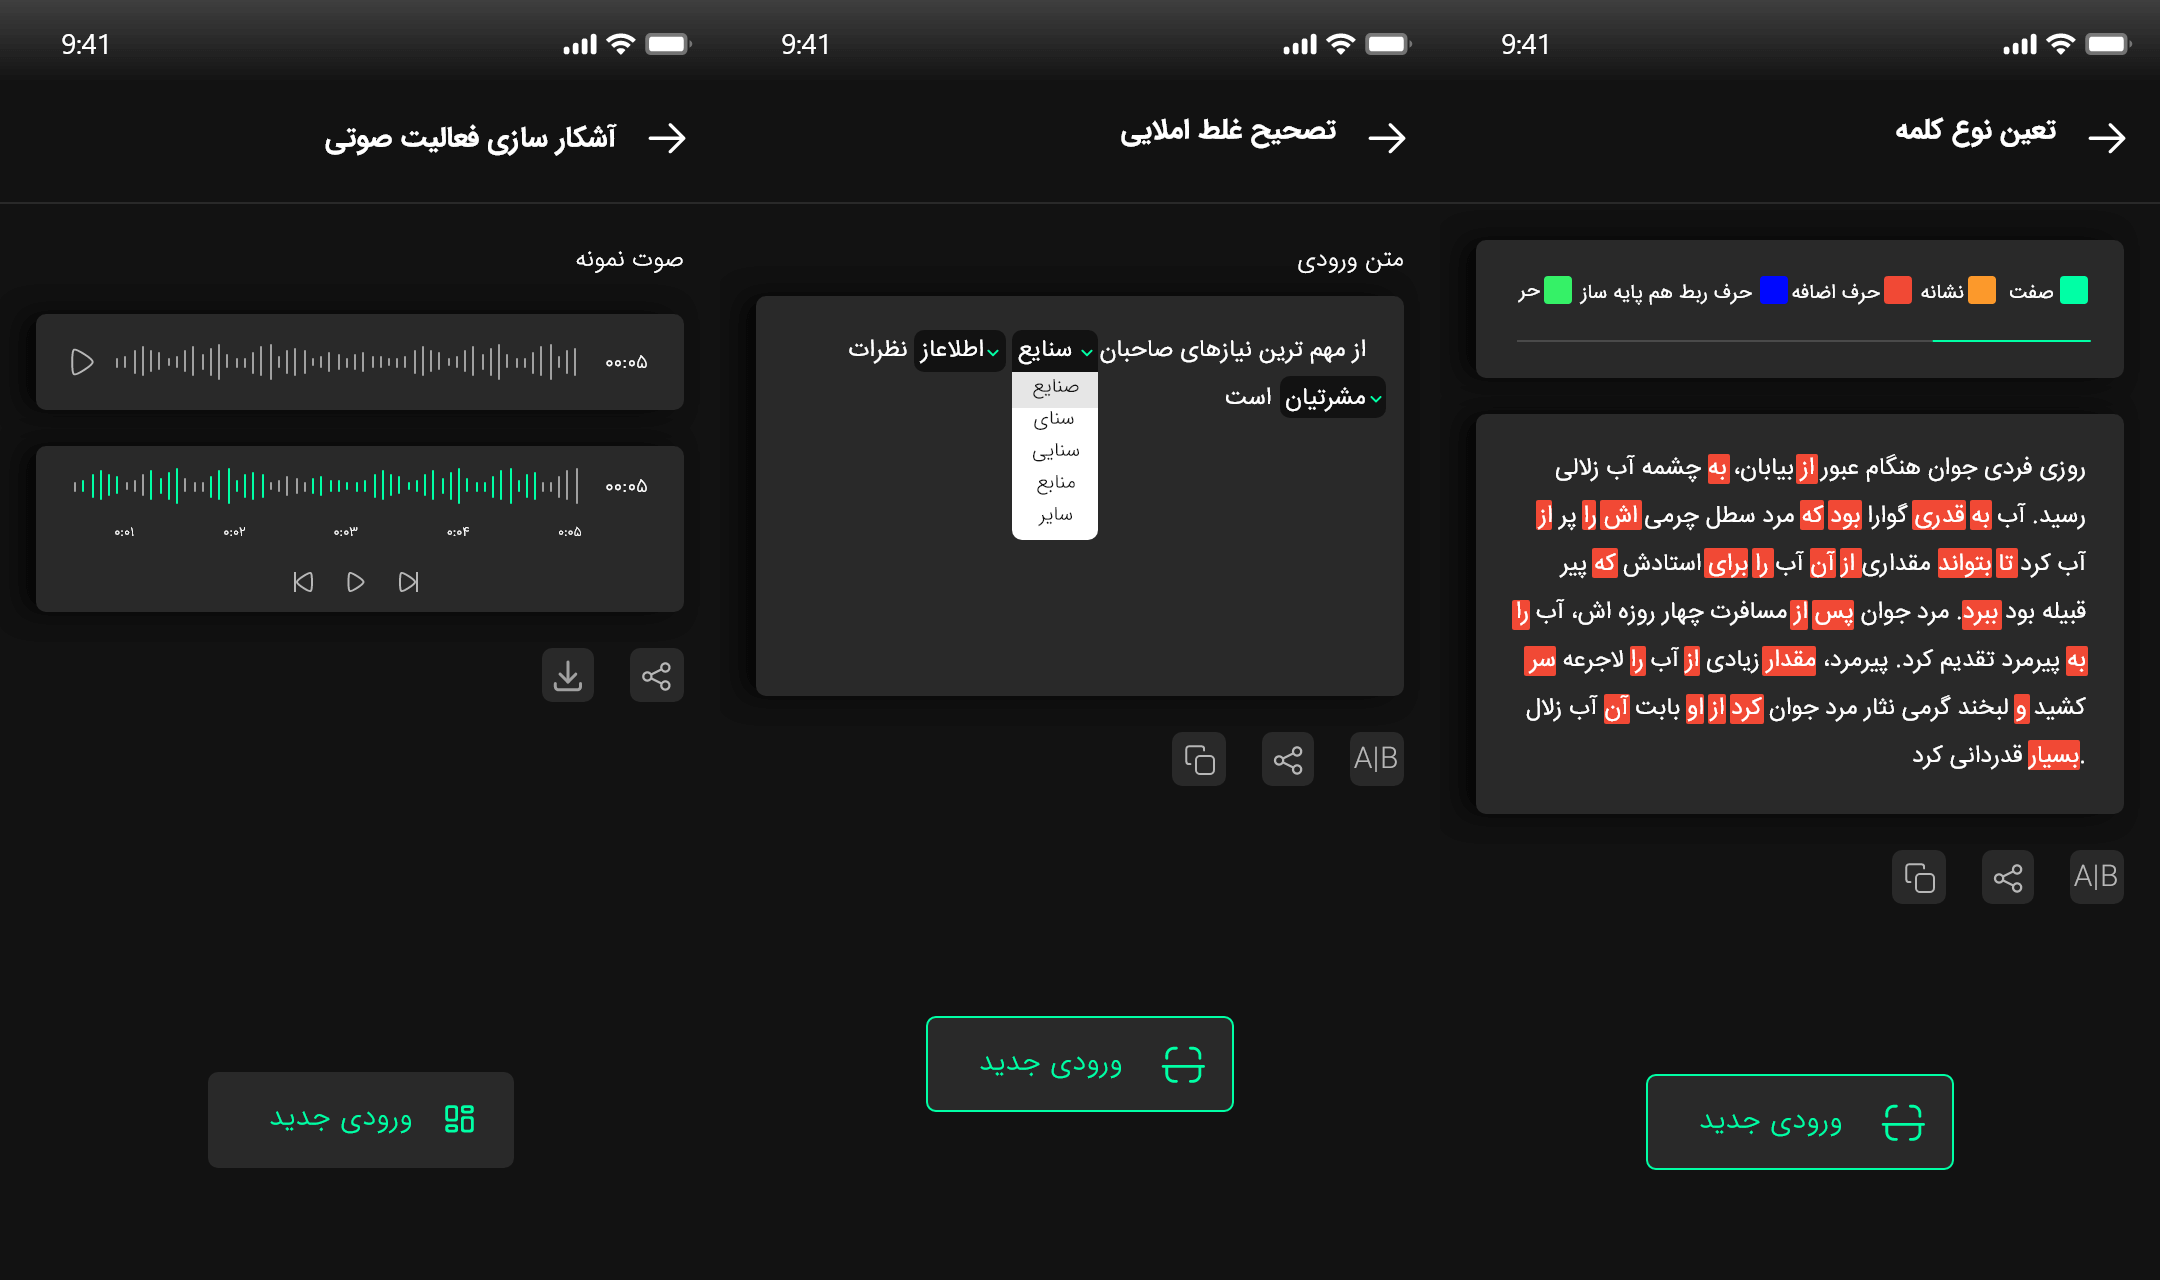 9:41
آشکار سازی فعالیت صوتی
صوت نمونه
۰۰:۰۵
۰۰:۰۵
۰:۰۱ ۰:۰۲ ۰:۰۳ ۰:۰۴ ۰:۰۵
ورودی جدید
9:41
تصحیح غلط املایی
متن ورودی
از مهم ترین نیازهای صاحبان سنایع اطلاعاز نظرات
مشرتیان است
صنایع
سنای
سنایی
منابع
سایر
A|B
ورودی جدید
9:41
تعین نوع کلمه
صفت نشانه حرف اضافه حرف ربط هم پایه ساز حر
روزی فردی جوان هنگام عبور از بیابان، به چشمه آب زلالی
رسید. آب به قدری گوارا بود که مرد سطل چرمی اش را پر از
آب کرد تا بتواند مقداری از آن آب را برای استادش که پیر
قبیله بود ببرد. مرد جوان پس از مسافرت چهار روزه اش، آب را
به پیرمرد تقدیم کرد. پیرمرد، مقدار زیادی از آب را لاجرعه سر
کشید و لبخند گرمی نثار مرد جوان کرد از او بابت آن آب زلال
.بسیار قدردانی کرد
A|B
ورودی جدید